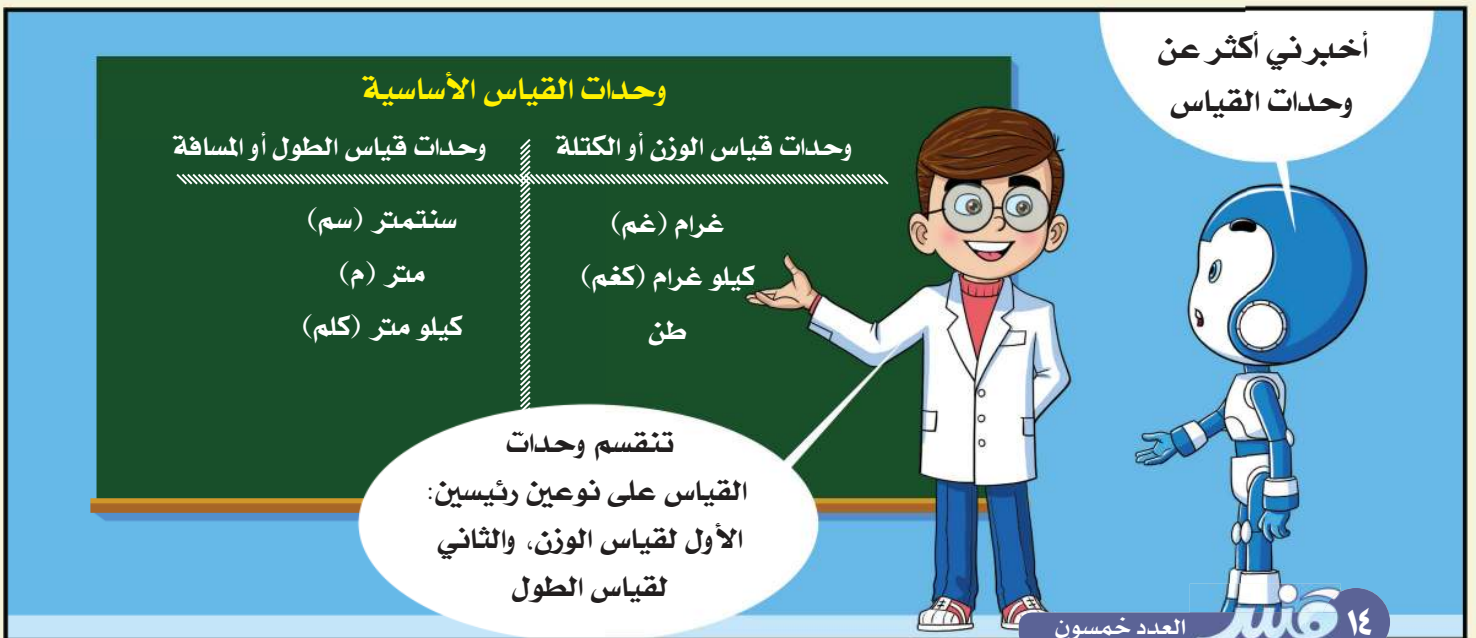 أخبرني أكثر عن
وحدات القياس
وحدات القياس الأساسية
وحدات قياس الوزن أو الكتلة
غرام (غم)
كيلو غرام (كغم)
طن
وحدات قياس الطول أو المسافة
سنتمتر (سم)
متر (م)
كيلو متر (كلم)
تنقسم وحدات
القياس على نوعين رئيسين:
الأول لقياس الوزن، والثاني
لقياس الطول
١٤
العدد خمسون